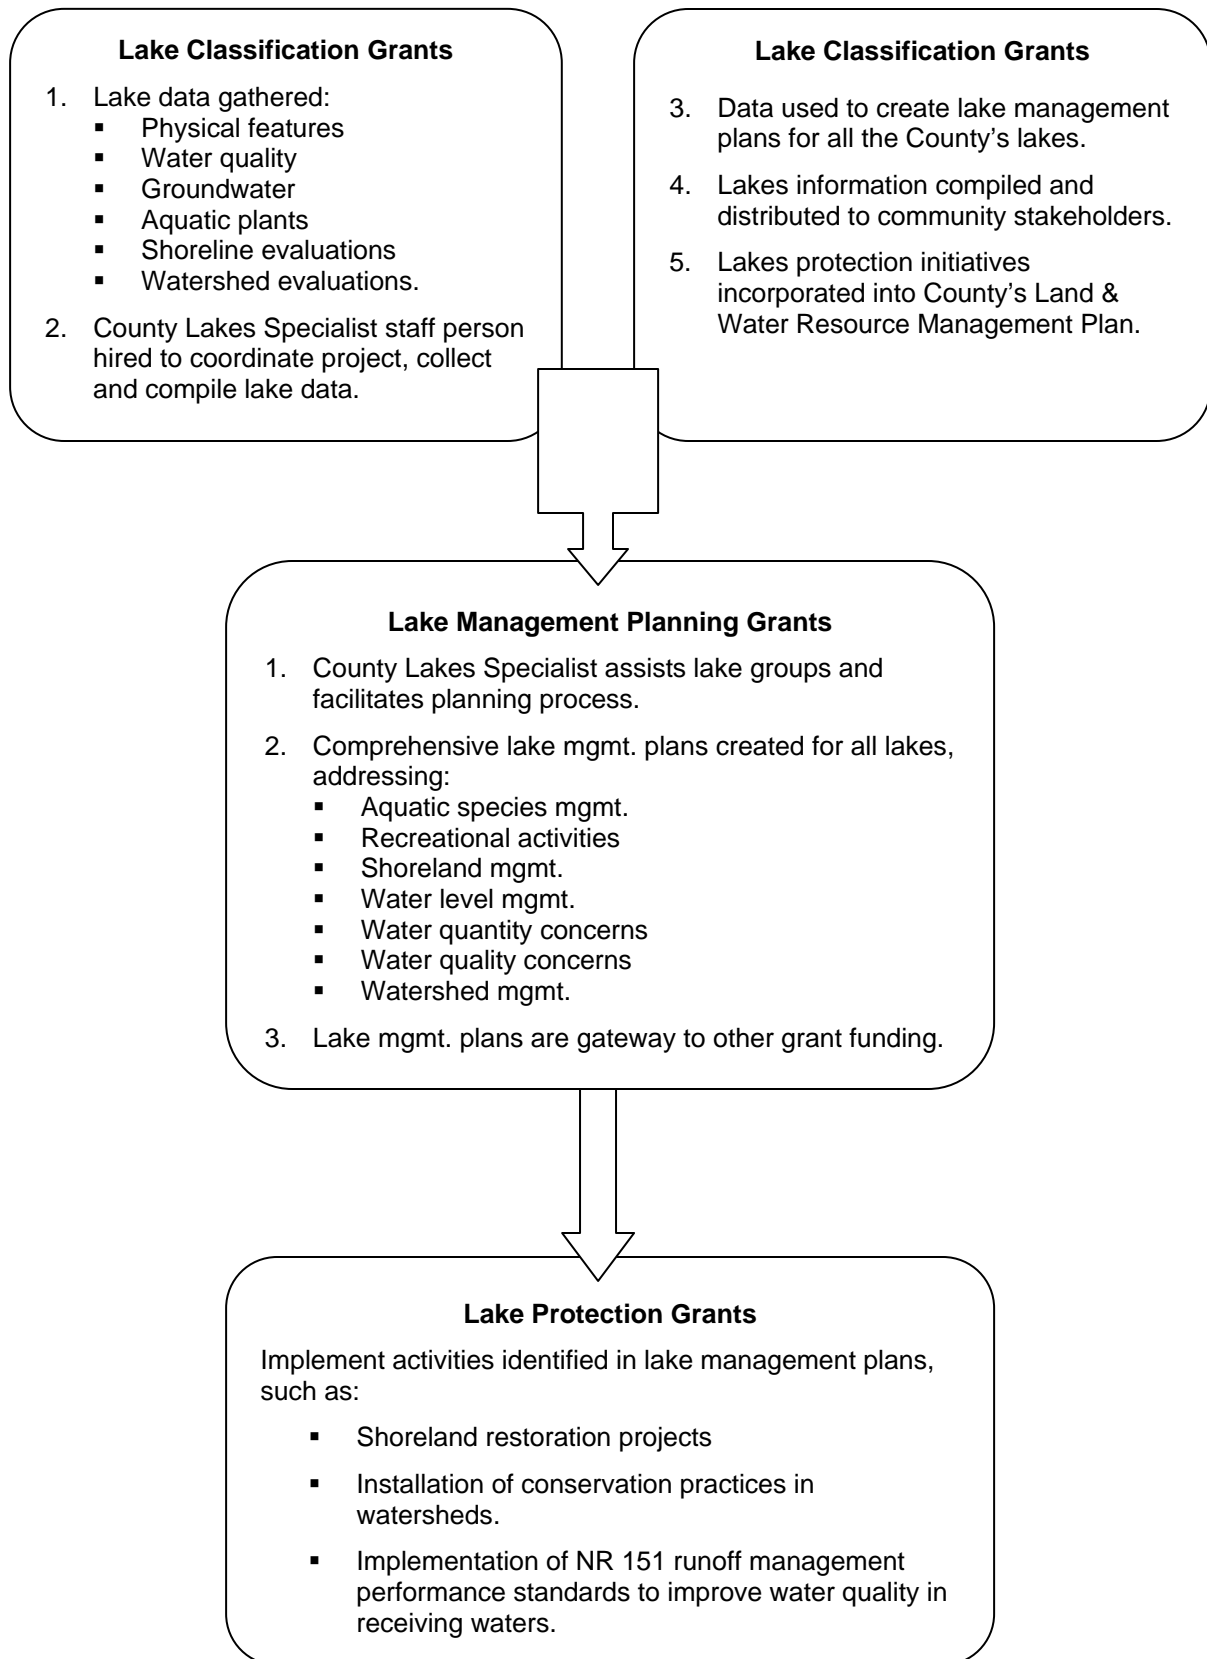 Lake Classification Grants
1. Lake data gathered:
▪ Physical features
▪ Water quality
▪ Groundwater
▪ Aquatic plants
▪ Shoreline evaluations
▪ Watershed evaluations.
2. County Lakes Specialist staff person
hired to coordinate project, collect
and compile lake data.
Lake Classification Grants
3. Data used to create lake management
plans for all the County’s lakes.
4. Lakes information compiled and
distributed to community stakeholders.
5. Lakes protection initiatives
incorporated into County’s Land &
Water Resource Management Plan.
Lake Management Planning Grants
1. County Lakes Specialist assists lake groups and
facilitates planning process.
2. Comprehensive lake mgmt. plans created for all lakes,
addressing:
▪ Aquatic species mgmt.
▪ Recreational activities
▪ Shoreland mgmt.
▪ Water level mgmt.
▪ Water quantity concerns
▪ Water quality concerns
▪ Watershed mgmt.
3. Lake mgmt. plans are gateway to other grant funding.
Lake Protection Grants
Implement activities identified in lake management plans,
such as:
▪ Shoreland restoration projects
▪ Installation of conservation practices in
watersheds.
▪ Implementation of NR 151 runoff management
performance standards to improve water quality in
receiving waters.